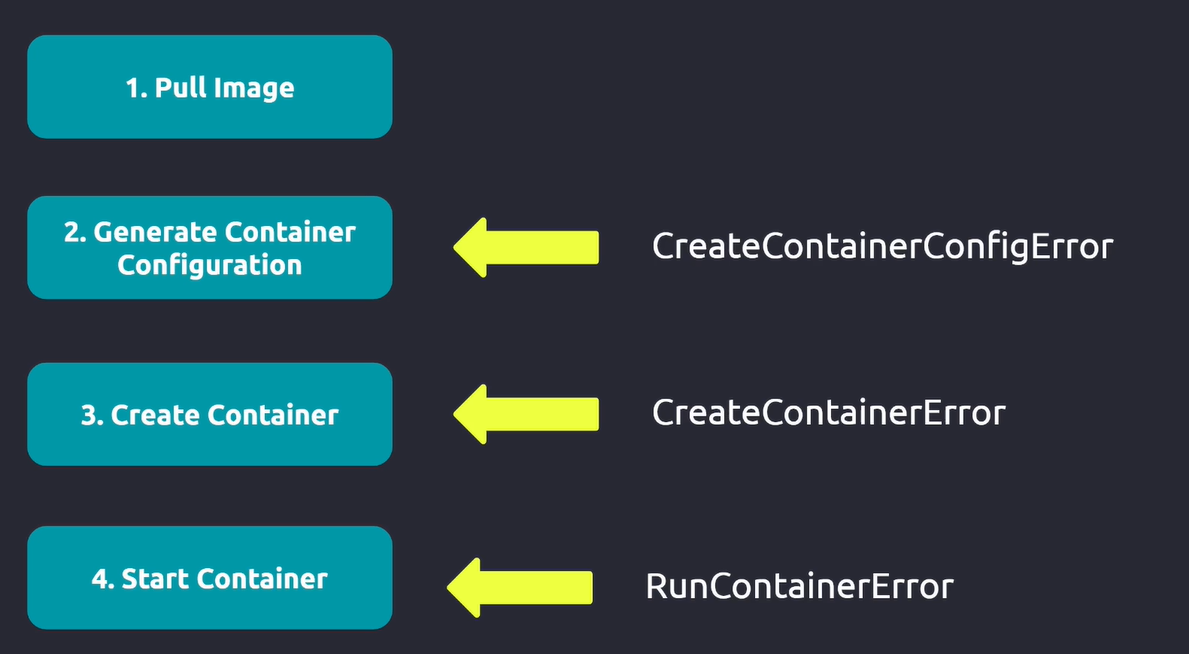 1. Pull Image
2. Generate Container
Configuration
CreateContainerConfigError
3. Create Container
CreateContainerError
4. Start Container
RunContainerError